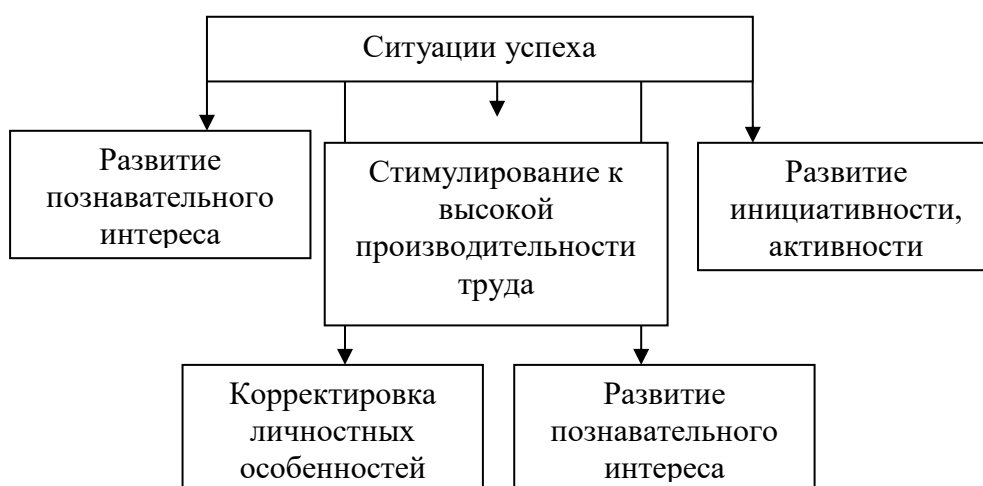 Ситуации успеха
Развитие
познавательного
интереса
Стимулирование к
высокой
производительности
труда
Развитие
инициативности,
активности
Корректировка
личностных
особенностей
Развитие
познавательного
интереса